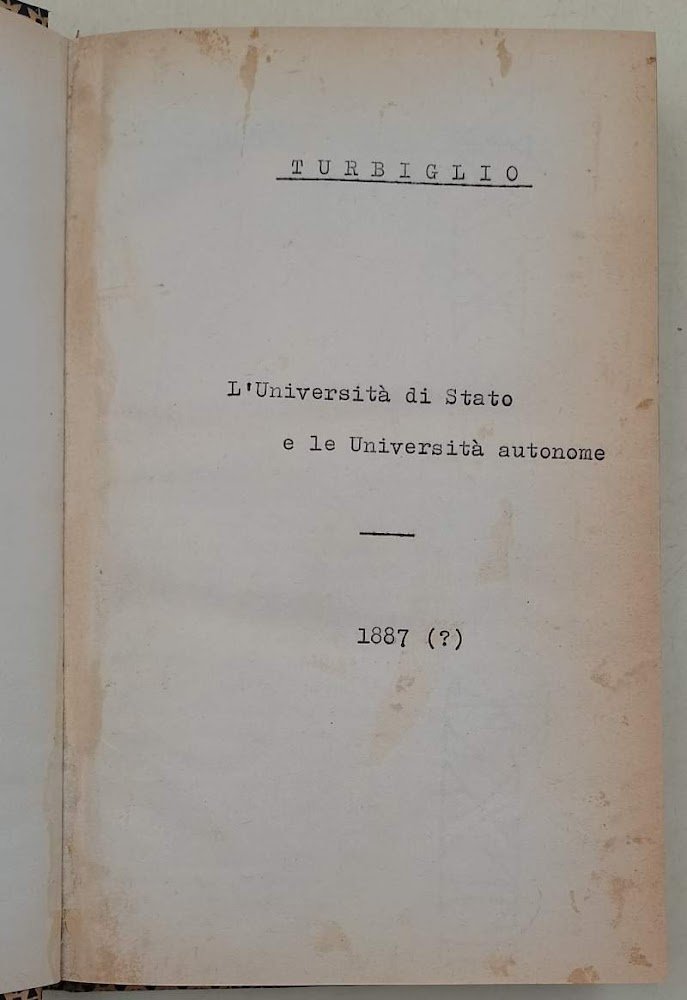 TURBIGLIO
L'Università di Stato
e le Università autonome
1887 (?)